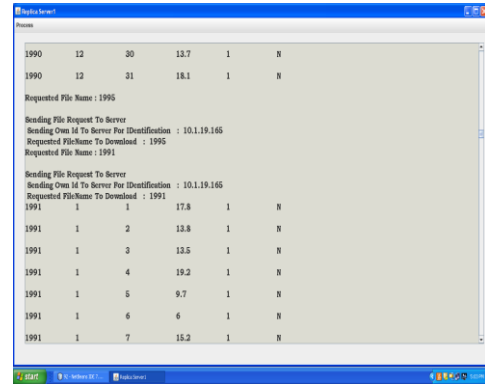 Replica Server1
Process
1990 12 30 13.7 1 N
1990 12 31 18.1 1 N
Requested File Name : 1995
Sending File Request To Server
Sending Own Id To Server For IDentification : 10.1.19.165
Requested FileName To Download : 1995
Requested File Name : 1991
Sending File Request To Server
Sending Own Id To Server For IDentification : 10.1.19.165
Requested FileName To Download : 1991
1991 1 1 17.8 1 N
1991 1 2 13.8 1 N
1991 1 3 13.5 1 N
1991 1 4 19.2 1 N
1991 1 5 9.7 1 N
1991 1 6 6 1 N
1991 1 7 15.2 1 N
start
Replica Server1